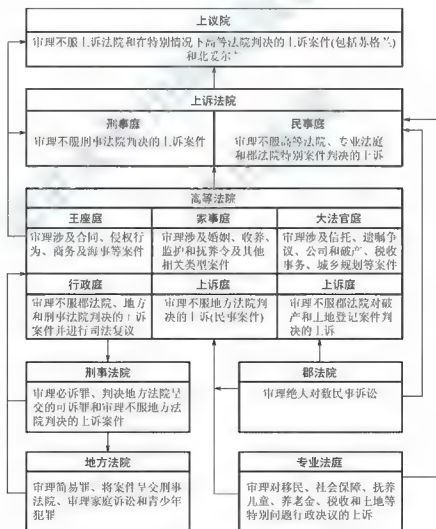 上议院
审理不服上诉法院和在特别情况下高等法院判决的上诉案件(包括苏格兰)
和北爱尔
上诉法院
刑事庭
审理不服刑事法院判决的上诉案件
民事庭
审理不服高等法院、专业法庭
和郡法院特别案件判决的上诉
高等法院
王座庭
审理涉及合同、侵权行
为、商务及海事等案件
家事庭
审理涉及婚姻、收养、
监护和抚养令及其他
相关类型案件
大法官庭
审理涉及信托、遗嘱争
议、公司和破产、税收
事务、城乡规划等案件
行政庭
审理不服郡法院、地方
和刑事法院判决的上诉
案件并进行司法复议
上诉庭
审理不服地方法院判
决的上诉(民事案件)
上诉庭
审理不服郡法院对破
产和土地登记案件判
决的上诉
刑事法院
审理必诉罪、判决地方法院呈
交的可诉罪和审理不服地方法
院判决的上诉案件
郡法院
审理绝大对数民事诉讼
地方法院
审理简易罪、将案件呈交刑事
法院、审理家庭诉讼和青少年
犯罪
专业法庭
审理对移民、社会保障、抚养
儿童、养老金、税收和土地等
特别问题行政决议的上诉